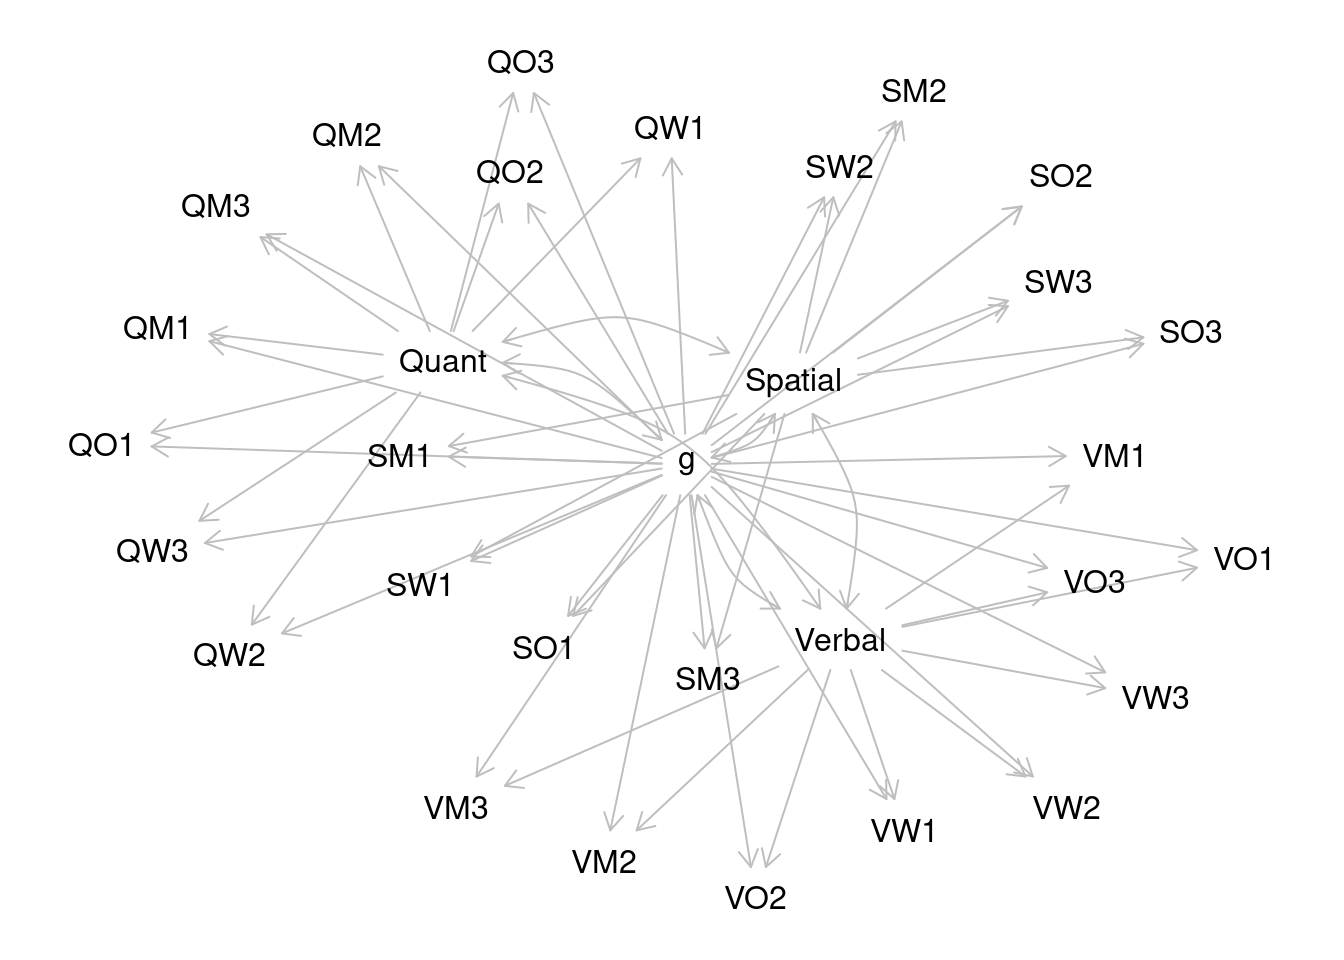 QO3
SM2
QW1
QM2
SW2
QO2
SO2
QM3
SW3
QM1
SO3
Quant
Spatial
QO1
SM1
g
VM1
QW3
VO1
SW1
VO3
Verbal
SO1
QW2
SM3
VW3
VM3
VW2
VW1
VM2
VO2